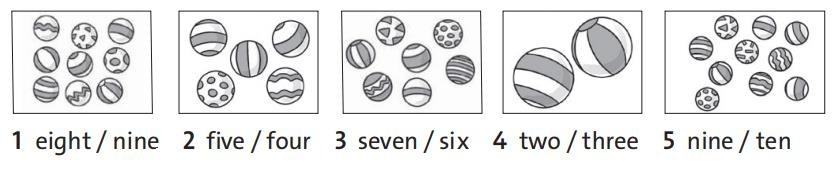 1 eight / nine 2 five / four 3 seven / six 4 two / three 5 nine / ten